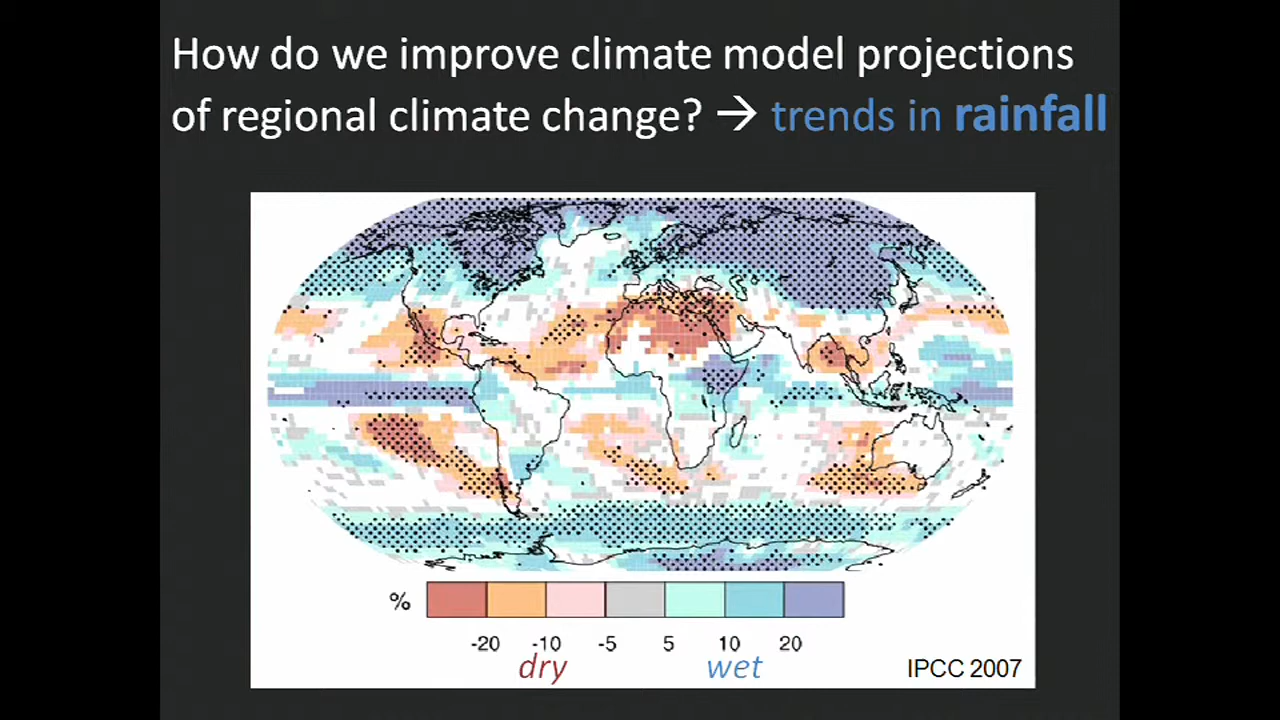 How do we improve climate model projections
of regional climate change? → trends in rainfall
%
-20 -10 -5 5 10 20
dry wet
IPCC 2007